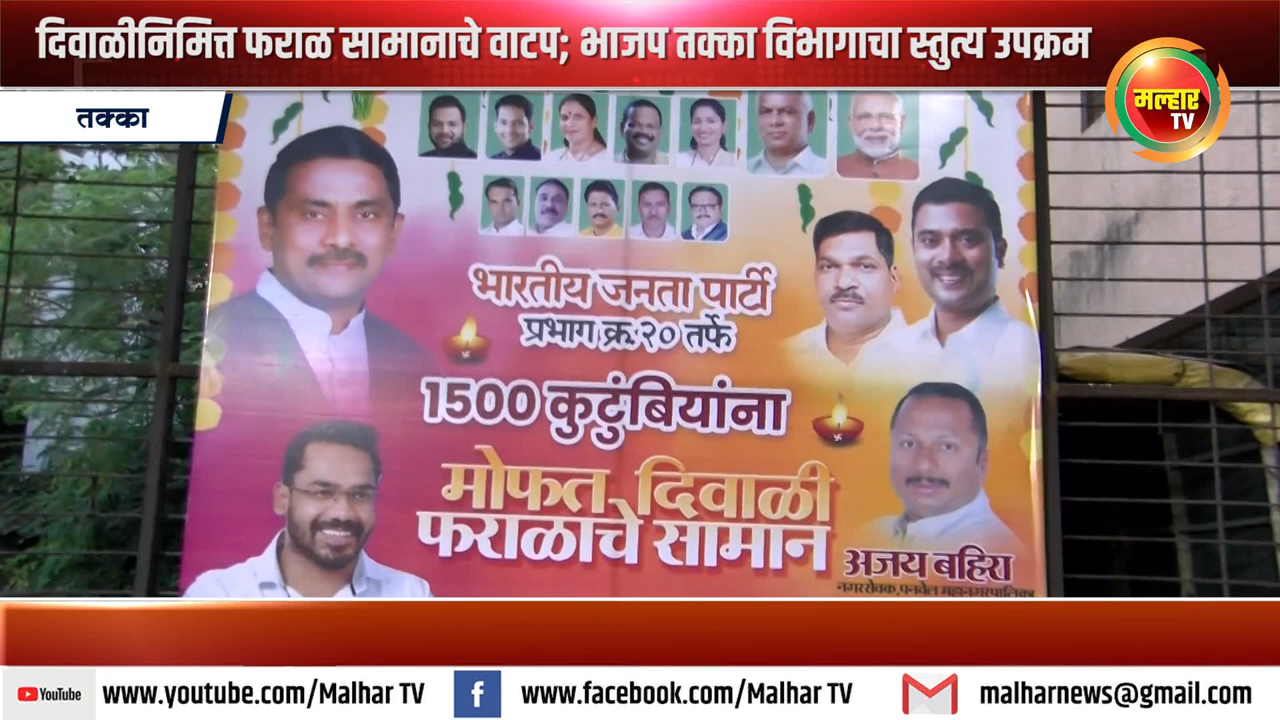 दिवाळीनिमित्त फराळ सामानाचे वाटप; भाजप तक्का विभागाचा स्तुत्य उपक्रम
मल्हार
TV
तक्का
भारतीय जनता पार्टी
प्रभाग क्र.२० तर्फे
1500 कुटुंबियांना
मोफत दिवाळी
फराळाचे सामान
अजय बहिरा
नगरसेवक, पनवेल महानगरपालिका
YouTube
www.youtube.com/Malhar TV
f
www.facebook.com/Malhar TV
malharnews@gmail.com